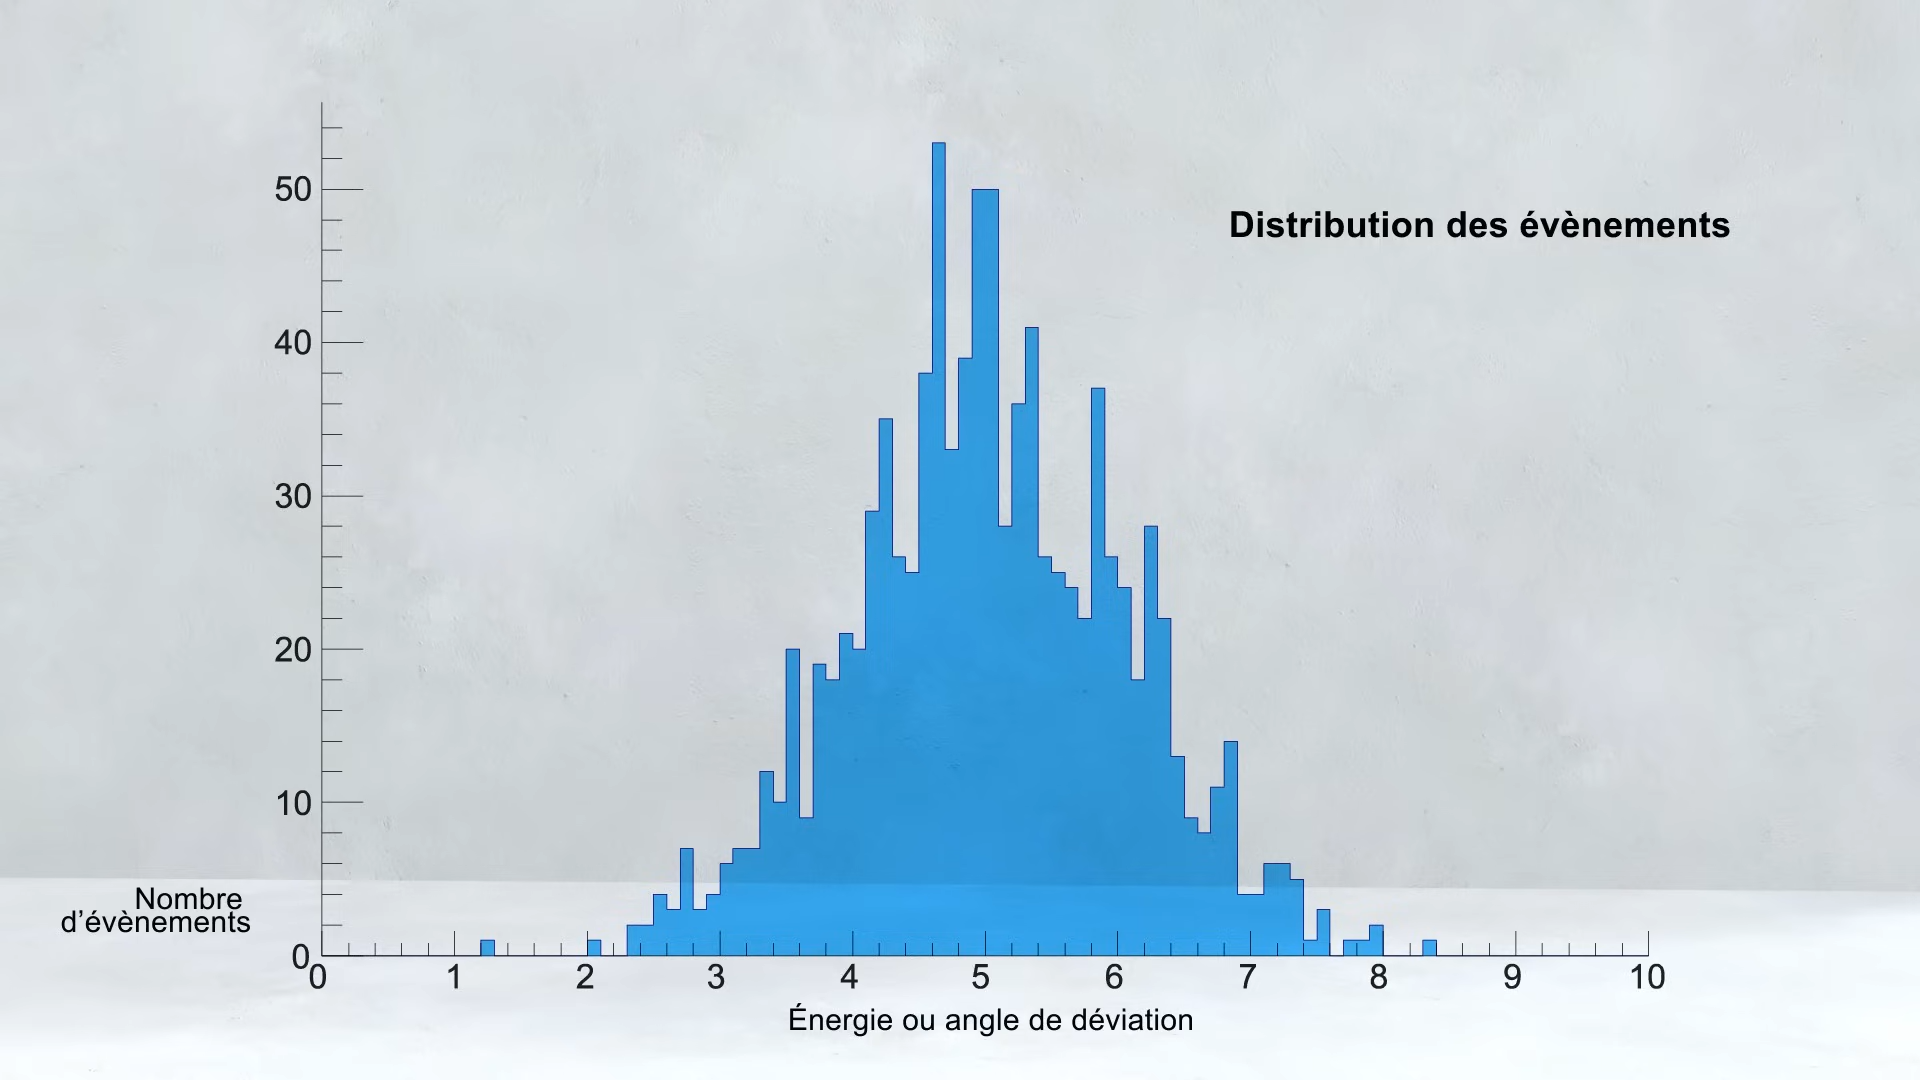 50
Distribution des évènements
40
30
20
10
Nombre
d’évènements
0
0 1 2 3 4 5 6 7 8 9 10
Énergie ou angle de déviation